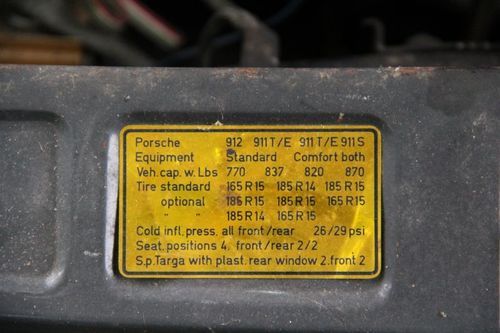 Porsche 912 911T/E 911T/E 911S
Equipment Standard Comfort both
Veh. cap. w. Lbs 770 837 820 870
Tire standard 165R15 185R14 185R15
optional 185R15 185R15 165R15
" " 185R14 165R15
Cold infl. press. all front/rear 26/29 psi
Seat. positions 4, front/rear 2/2
S.p. Targa with plast. rear window 2. front 2